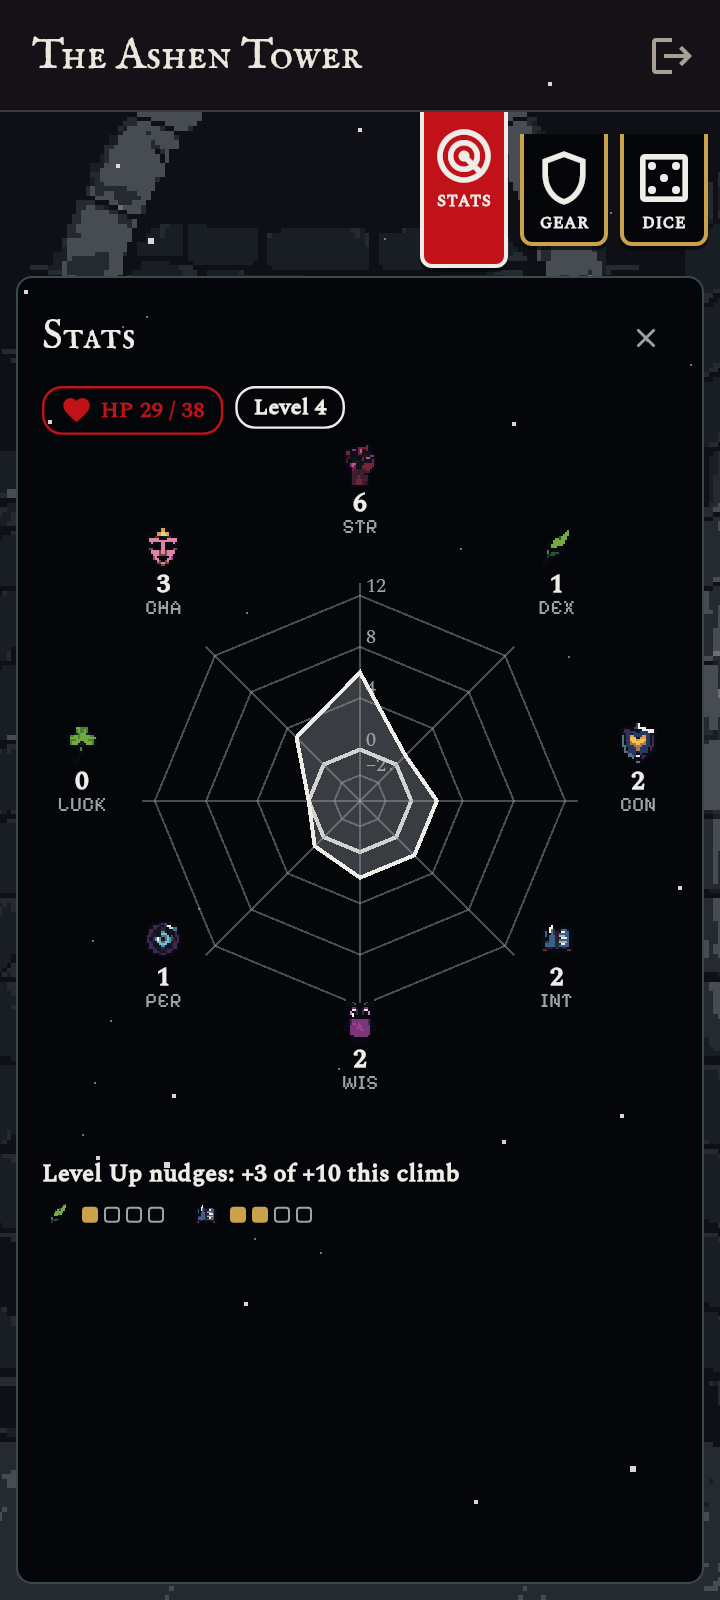 The Ashen Tower
STATS
GEAR
DICE
Stats
HP 29 / 38
Level 4
6
STR
3
CHA
1
DEX
12
8
4
0
-2
0
LUCK
2
CON
1
PER
2
INT
2
WIS
Level Up nudges: +3 of +10 this climb